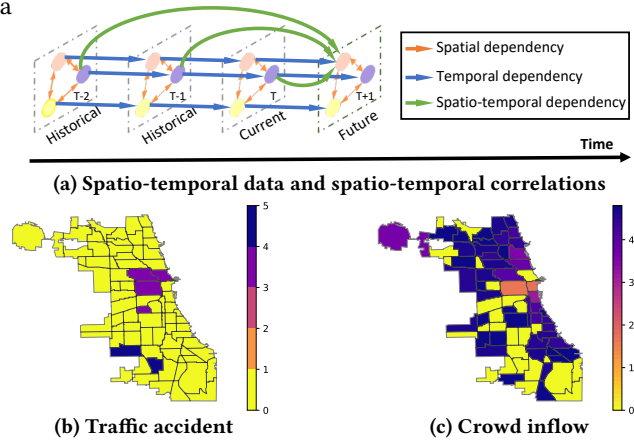 a
Spatial dependency
Temporal dependency
Spatio-temporal dependency
T-2
T-1
T
T+1
Historical
Historical
Current
Future
Time
(a) Spatio-temporal data and spatio-temporal correlations
5
4
3
2
1
0
4
3
2
1
0
(b) Traffic accident
(c) Crowd inflow